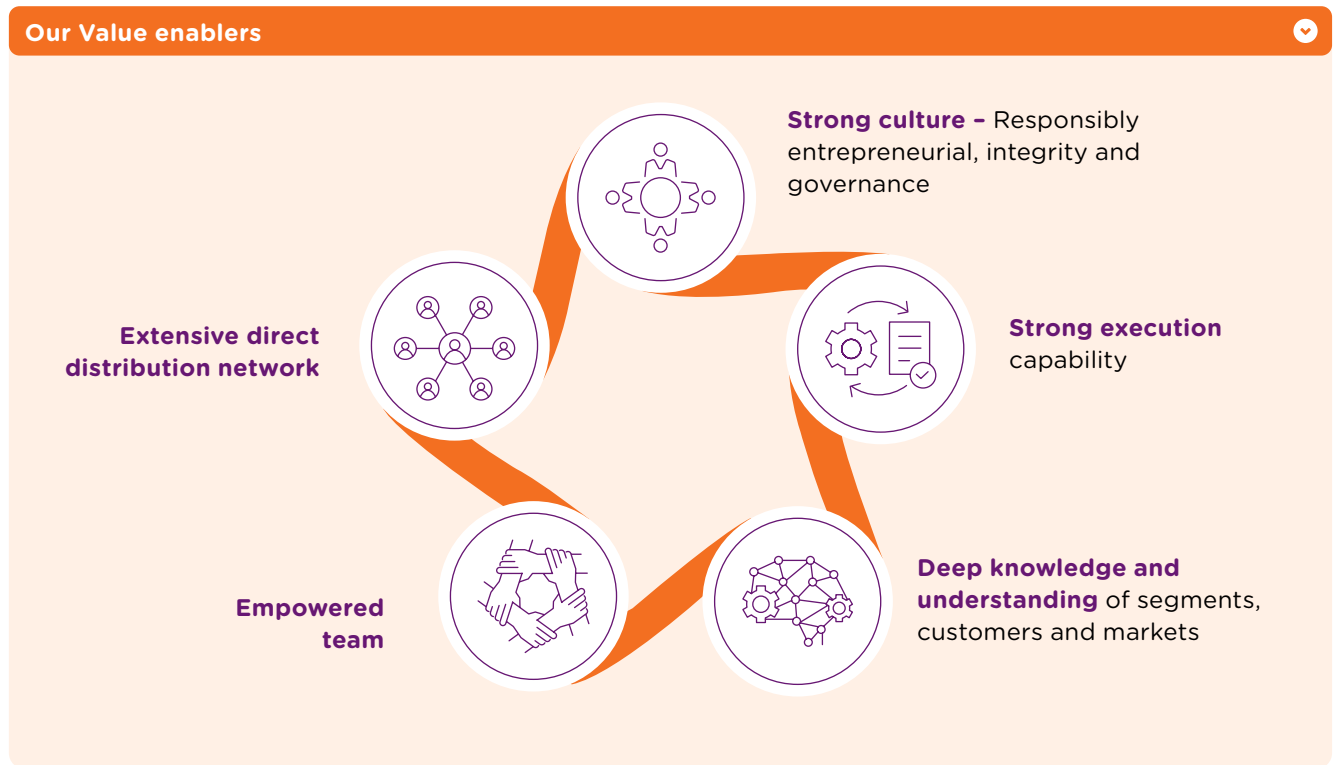 Our Value enablers
Strong culture – Responsibly
entrepreneurial, integrity and
governance
Strong execution
capability
Deep knowledge and
understanding of segments,
customers and markets
Empowered
team
Extensive direct
distribution network